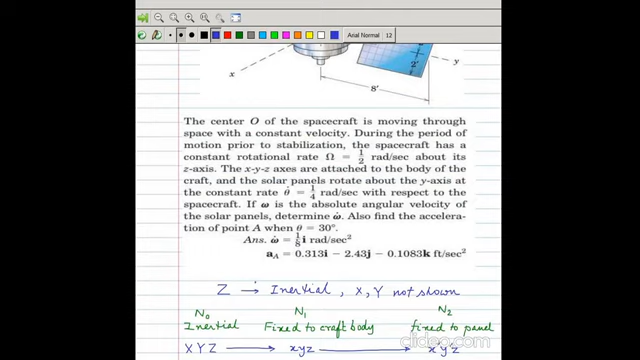 Arial Normal 12
x
y
2'
8'
The center O of the spacecraft is moving through
space with a constant velocity. During the period of
motion prior to stabilization, the spacecraft has a
constant rotational rate Ω = 1/2 rad/sec about its
z-axis. The x-y-z axes are attached to the body of the
craft, and the solar panels rotate about the y-axis at
the constant rate θ̇ = 1/4 rad/sec with respect to the
spacecraft. If ω is the absolute angular velocity of
the solar panels, determine ω̇. Also find the accelera-
tion of point A when θ = 30°.
Ans. ω̇ = 1/8 i rad/sec²
a_A = 0.313i − 2.43j − 0.1083k ft/sec²
Z → Inertial, X, Y not shown
N₀ N₁ N₂
Inertial Fixed to craft body fixed to panel
XYZ → xyz → x'y'z'
clideo.com